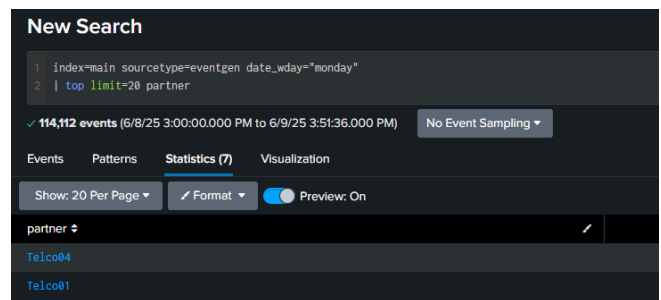 New Search
1 index=main sourcetype=eventgen date_wday="monday"
2 | top limit=20 partner
✓ 114,112 events (6/8/25 3:00:00.000 PM to 6/9/25 3:51:36.000 PM) No Event Sampling ▾
Events Patterns Statistics (7) Visualization
Show: 20 Per Page ▾ Format ▾ Preview: On
partner
Telco04
Telco01